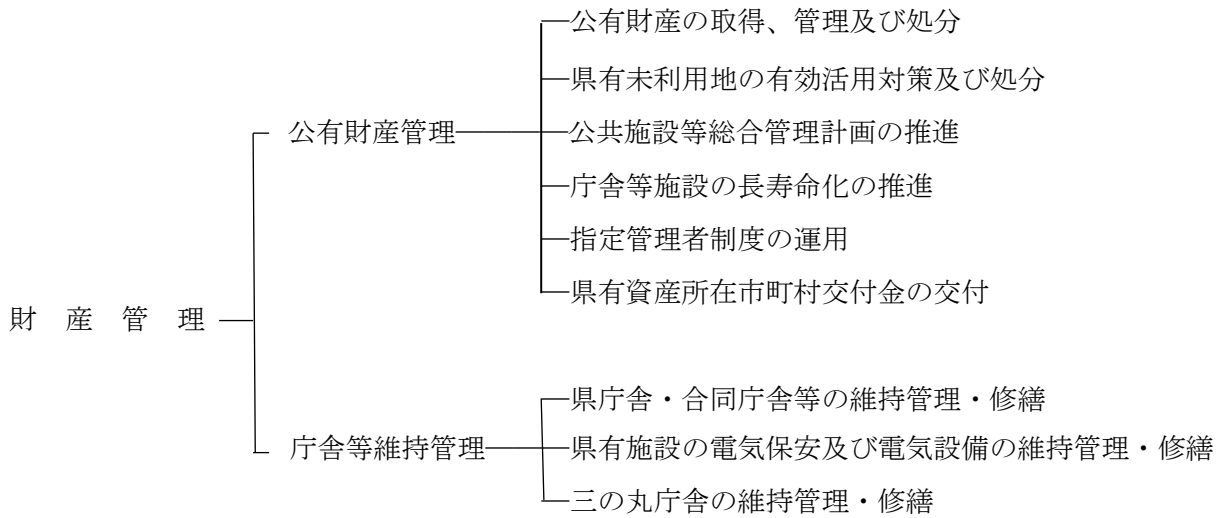 公有財産の取得、管理及び処分
県有未利用地の有効活用対策及び処分
公有財産管理
公共施設等総合管理計画の推進
庁舎等施設の長寿命化の推進
指定管理者制度の運用
県有資産所在市町村交付金の交付
財　産　管　理
県庁舎・合同庁舎等の維持管理・修繕
庁舎等維持管理
県有施設の電気保安及び電気設備の維持管理・修繕
三の丸庁舎の維持管理・修繕